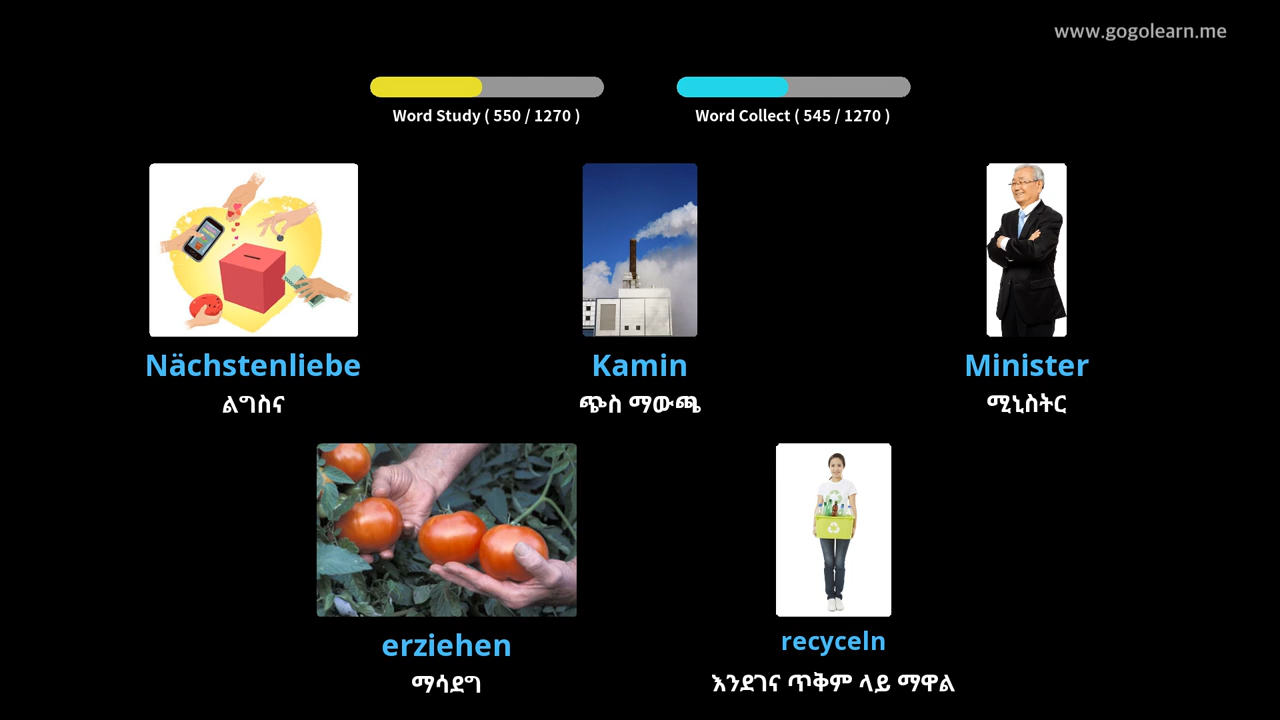 www.gogolearn.me
Word Study ( 550 / 1270 )
Word Collect ( 545 / 1270 )
Nächstenliebe
ልግስና
Kamin
ጭስ ማውጫ
Minister
ሚኒስትር
erziehen
ማሳደግ
recyceln
እንደገና ጥቅም ላይ ማዋል